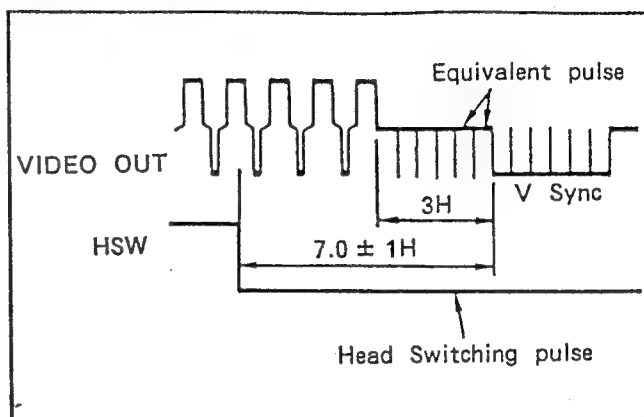 Equivalent pulse
VIDEO OUT
V Sync
3H
HSW
7.0 ± 1H
Head Switching pulse